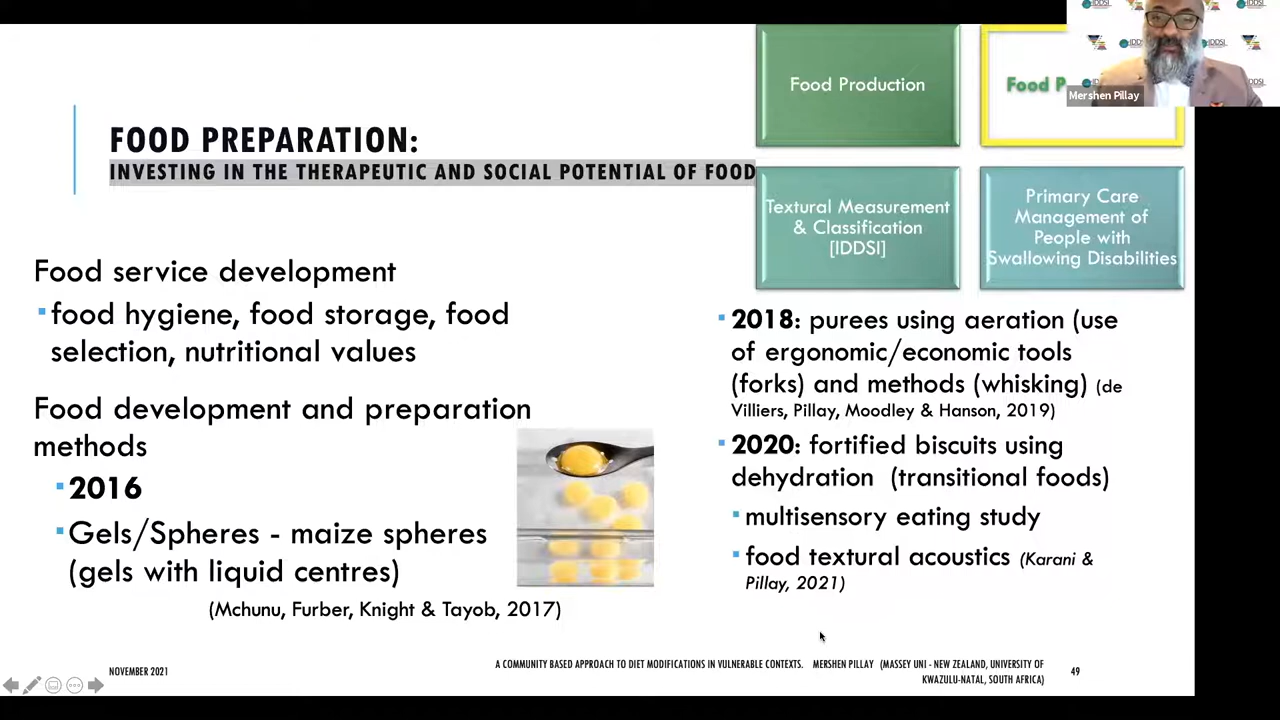 FOOD PREPARATION:
INVESTING IN THE THERAPEUTIC AND SOCIAL POTENTIAL OF FOOD
Food Production
Food P
Mershen Pillay
Textural Measurement
& Classification
[IDDSI]
Primary Care
Management of
People with
Swallowing Disabilities
Food service development
food hygiene, food storage, food
selection, nutritional values
Food development and preparation
methods
2016
Gels/Spheres - maize spheres
(gels with liquid centres)
(Mchunu, Furber, Knight & Tayob, 2017)
2018: purees using aeration (use
of ergonomic/economic tools
(forks) and methods (whisking) (de
Villiers, Pillay, Moodley & Hanson, 2019)
2020: fortified biscuits using
dehydration (transitional foods)
multisensory eating study
food textural acoustics (Karani &
Pillay, 2021)
NOVEMBER 2021
A COMMUNITY BASED APPROACH TO DIET MODIFICATIONS IN VULNERABLE CONTEXTS. MERSHEN PILLAY (MASSEY UNI - NEW ZEALAND, UNIVERSITY OF
KWAZULU-NATAL, SOUTH AFRICA)
49